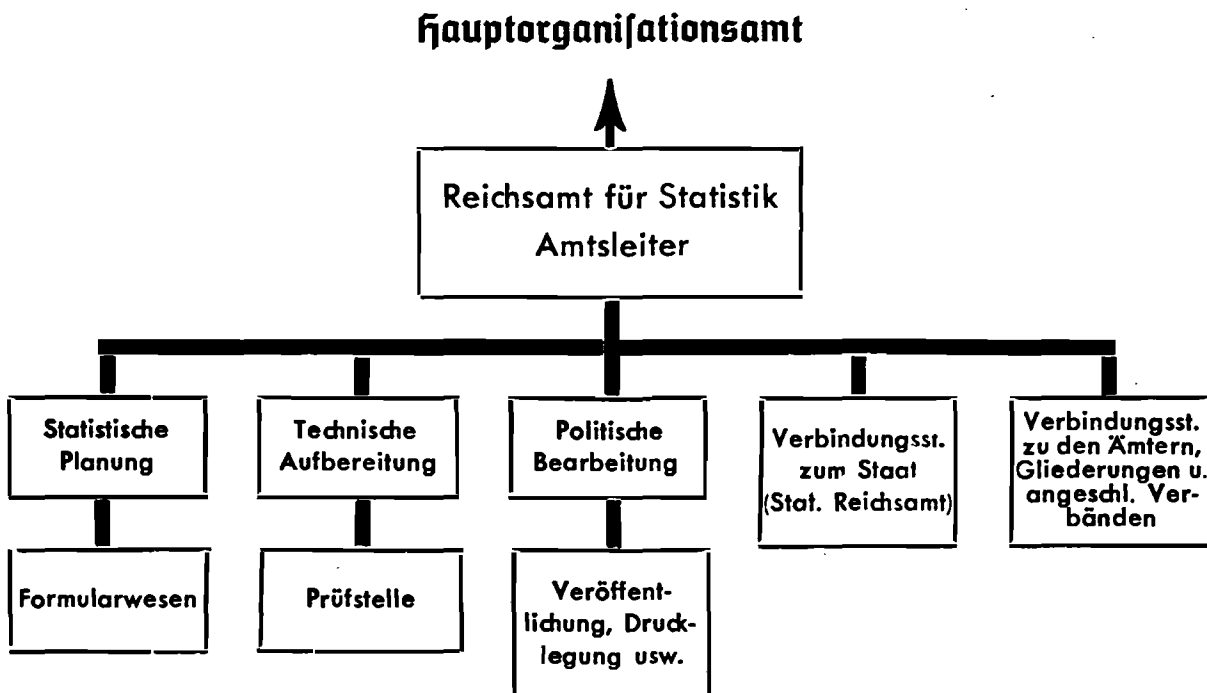 Hauptorganiſationsamt
Reichsamt für Statistik
Amtsleiter
Statistische
Planung
Technische
Aufbereitung
Politische
Bearbeitung
Verbindungsst.
zum Staat
(Stat. Reichsamt)
Verbindungsst.
zu den Ämtern,
Gliederungen u.
angeschl. Ver-
bänden
Formularwesen
Prüfstelle
Veröffent-
lichung, Druck-
legung usw.